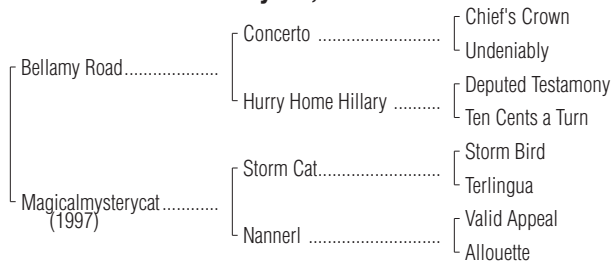 Chief's Crown
Concerto ........................
Undeniably
Bellamy Road...................
Deputed Testamony
Hurry Home Hillary ..........
Ten Cents a Turn
Storm Bird
Storm Cat........................
Terlingua
Magicalmysterycat ...........
(1997)
Valid Appeal
Nannerl ..........................
Allouette